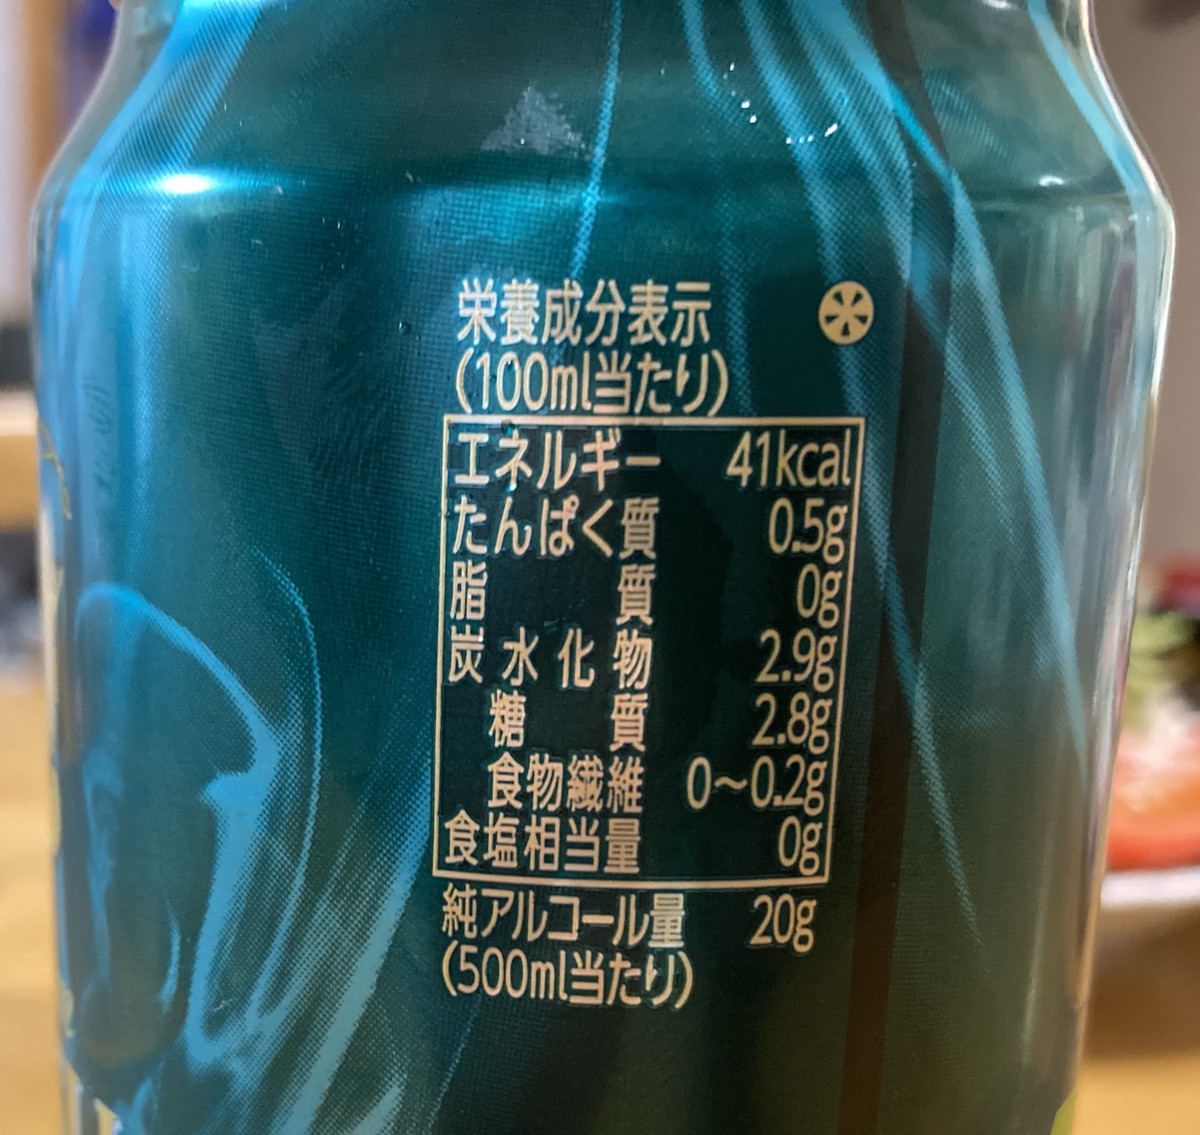 栄養成分表示
(100ml当たり)
エネルギー 41kcal
たんぱく質 0.5g
脂質 0g
炭水化物 2.9g
糖質 2.8g
食物繊維 0～0.2g
食塩相当量 0g
純アルコール量 20g
(500ml当たり)